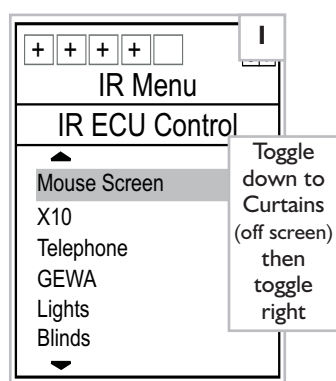 + + + +
I
IR Menu
IR ECU Control
Mouse Screen
X10
Telephone
GEWA
Lights
Blinds
Toggle
down to
Curtains
(off screen)
then
toggle
right